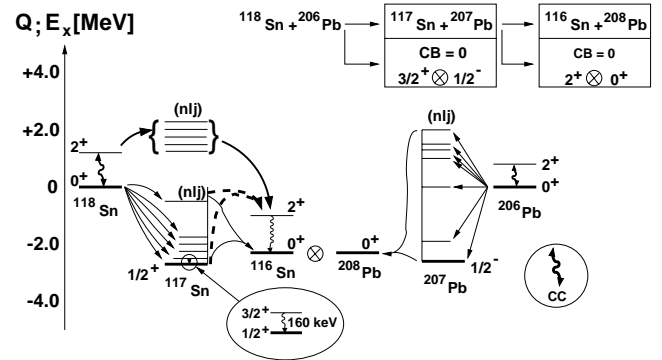 Q ; Eₓ[MeV]
¹¹⁸Sn + ²⁰⁶Pb
¹¹⁷Sn + ²⁰⁷Pb
¹¹⁶Sn + ²⁰⁸Pb
CB = 0
CB = 0
3/2⁺ ⊗ 1/2⁻
2⁺ ⊗ 0⁺
+4.0
+2.0
0
-2.0
-4.0
(nlj)
(nlj)
2⁺
{ }
2⁺
0⁺
0⁺
¹¹⁸Sn
²⁰⁶Pb
(nlj)
2⁺
0⁺ ⊗ 0⁺
1/2⁺
¹¹⁷Sn
¹¹⁶Sn
²⁰⁸Pb
²⁰⁷Pb
1/2⁻
3/2⁺
160 keV
1/2⁺
CC